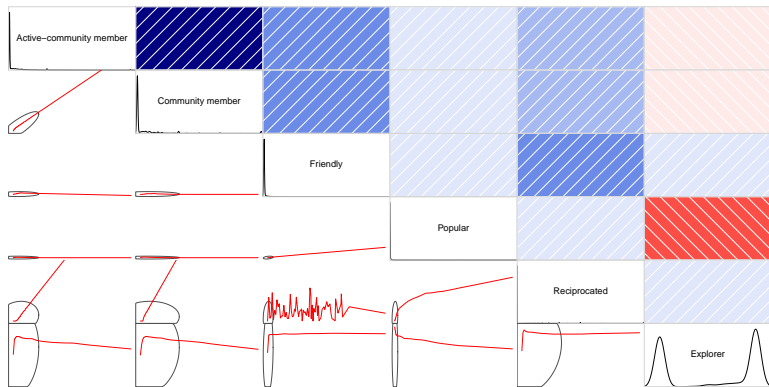 Active−community member
Community member
Friendly
Popular
Reciprocated
Explorer